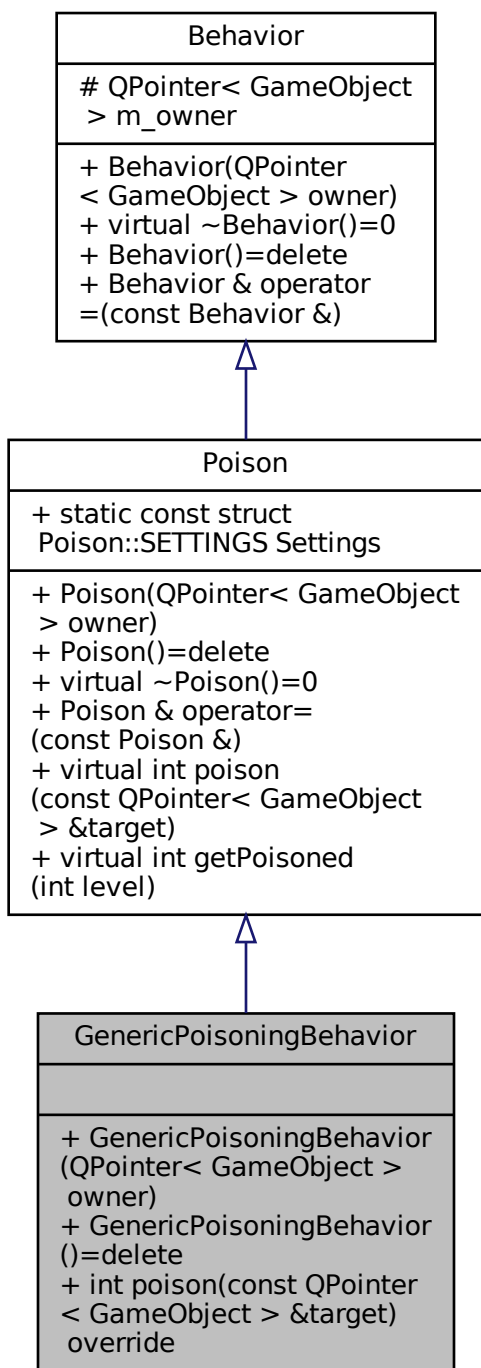 Behavior
# QPointer< GameObject
> m_owner
+ Behavior(QPointer
< GameObject > owner)
+ virtual ~Behavior()=0
+ Behavior()=delete
+ Behavior & operator
=(const Behavior &)
Poison
+ static const struct
Poison::SETTINGS Settings
+ Poison(QPointer< GameObject
> owner)
+ Poison()=delete
+ virtual ~Poison()=0
+ Poison & operator=
(const Poison &)
+ virtual int poison
(const QPointer< GameObject
> &target)
+ virtual int getPoisoned
(int level)
GenericPoisoningBehavior
+ GenericPoisoningBehavior
(QPointer< GameObject >
owner)
+ GenericPoisoningBehavior
()=delete
+ int poison(const QPointer
< GameObject > &target)
override